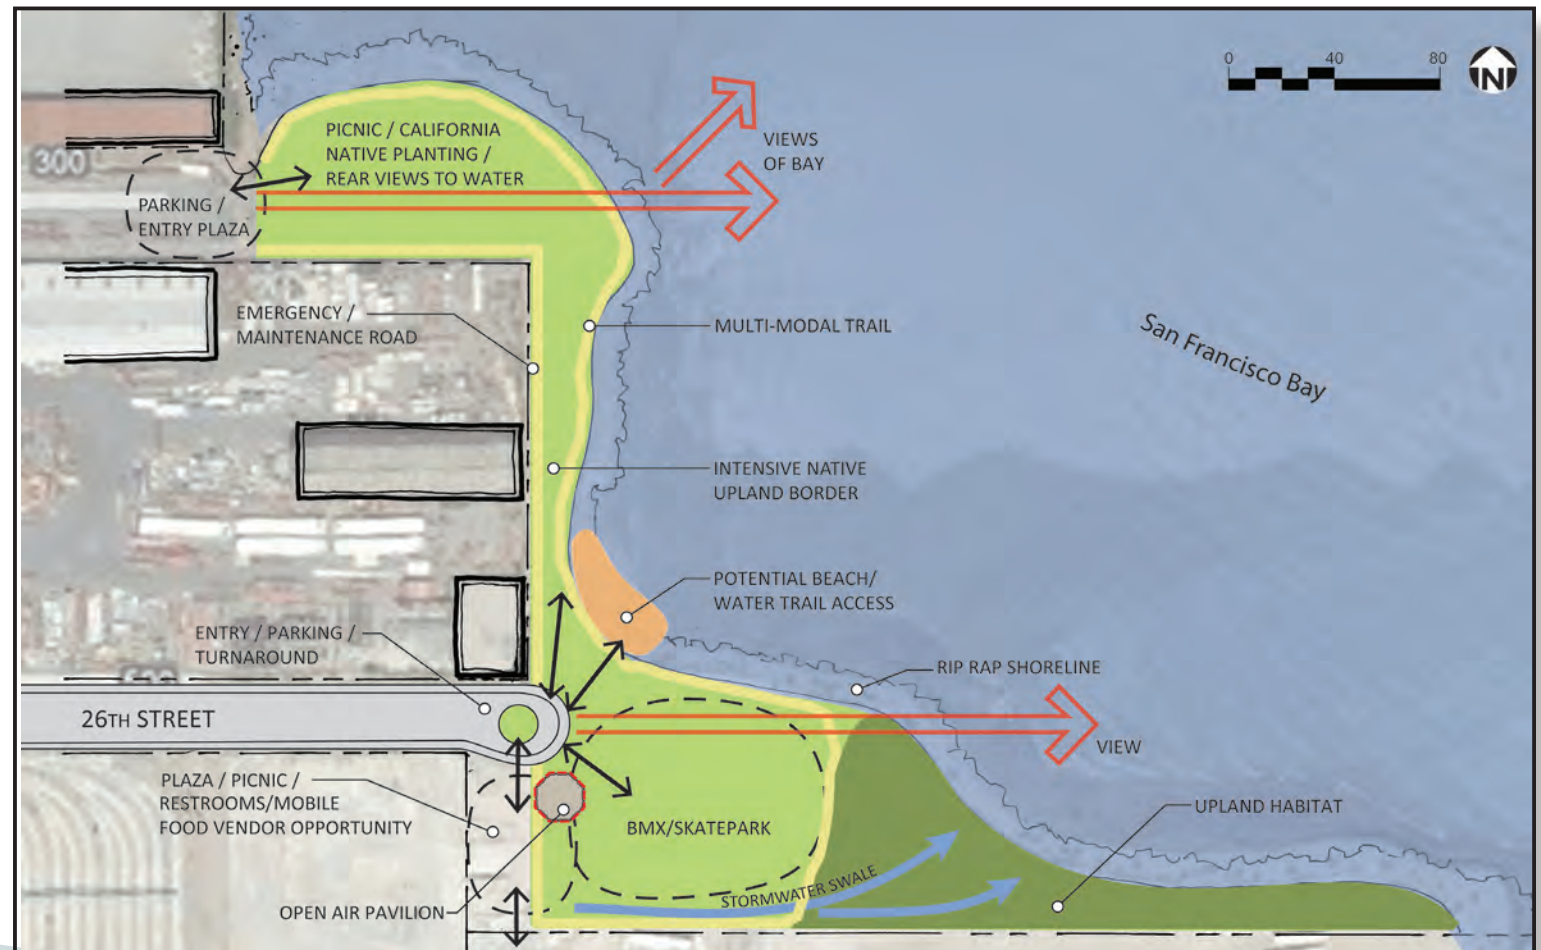 0 40 80
N
PICNIC / CALIFORNIA
NATIVE PLANTING /
REAR VIEWS TO WATER
VIEWS
OF BAY
300
PARKING /
ENTRY PLAZA
EMERGENCY /
MAINTENANCE ROAD
MULTI-MODAL TRAIL
San Francisco Bay
INTENSIVE NATIVE
UPLAND BORDER
POTENTIAL BEACH/
WATER TRAIL ACCESS
ENTRY / PARKING /
TURNAROUND
RIP RAP SHORELINE
26TH STREET
VIEW
PLAZA / PICNIC /
RESTROOMS/MOBILE
FOOD VENDOR OPPORTUNITY
UPLAND HABITAT
BMX/SKATEPARK
STORMWATER SWALE
OPEN AIR PAVILION